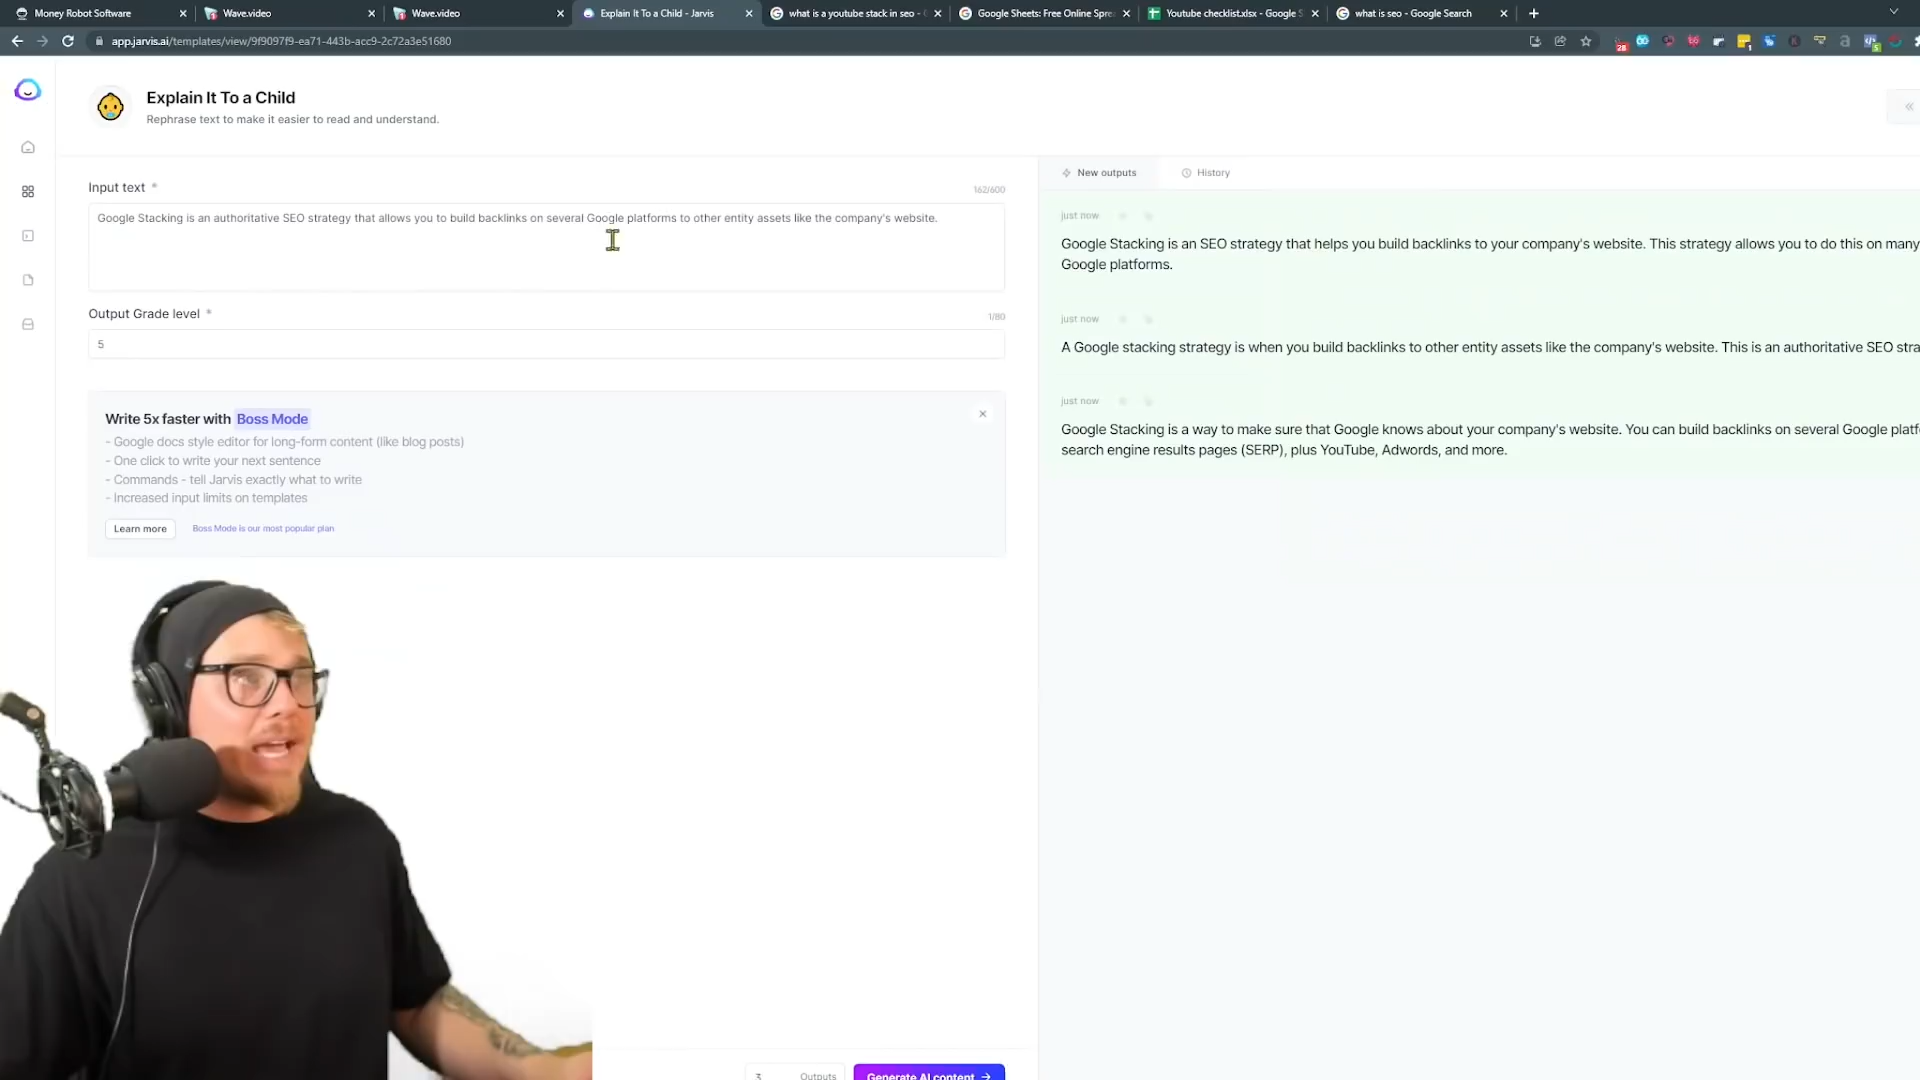 Money Robot Software
Wave.video
Wave.video
Explain It To a Child - Jarvis
what is a youtube stack in seo -
Google Sheets: Free Online Spre
Youtube checklist.xlsx - Google S
what is seo - Google Search
app.jarvis.ai/templates/view/9f9097f9-ea71-443b-acc9-2c72a3e51680
28
Explain It To a Child
Rephrase text to make it easier to read and understand.
Input text *
162/600
Google Stacking is an authoritative SEO strategy that allows you to build backlinks on several Google platforms to other entity assets like the company's website.
Output Grade level *
1/80
5
Write 5x faster with Boss Mode
- Google docs style editor for long-form content (like blog posts)
- One click to write your next sentence
- Commands - tell Jarvis exactly what to write
- Increased input limits on templates
Learn more
Boss Mode is our most popular plan
3
Outputs
Generate AI content
New outputs
History
just now
Google Stacking is an SEO strategy that helps you build backlinks to your company's website. This strategy allows you to do this on many
Google platforms.
just now
A Google stacking strategy is when you build backlinks to other entity assets like the company's website. This is an authoritative SEO stra
just now
Google Stacking is a way to make sure that Google knows about your company's website. You can build backlinks on several Google platf
search engine results pages (SERP), plus YouTube, Adwords, and more.